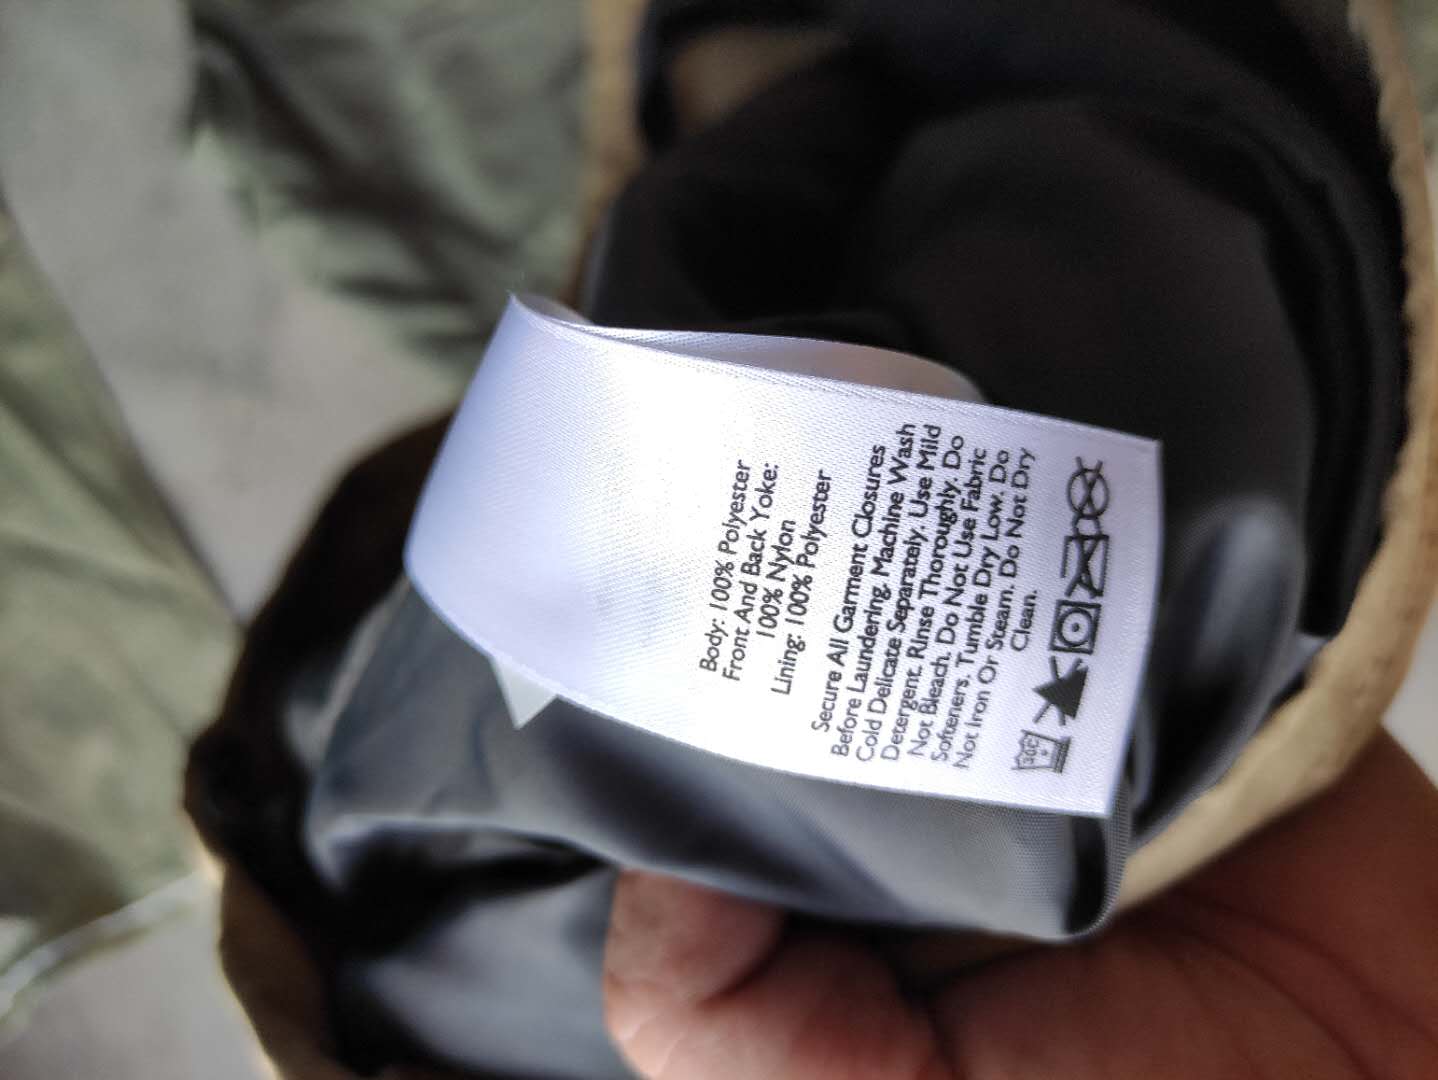 Body: 100% Polyester
Front And Back Yoke:
100% Nylon
Lining: 100% Polyester
Secure All Garment Closures
Before Laundering. Machine Wash
Cold Delicate Separately. Use Mild
Detergent. Rinse Thoroughly. Do
Not Bleach. Do Not Use Fabric
Softeners. Tumble Dry Low. Do
Not Iron Or Steam. Do Not Dry
Clean.
30C